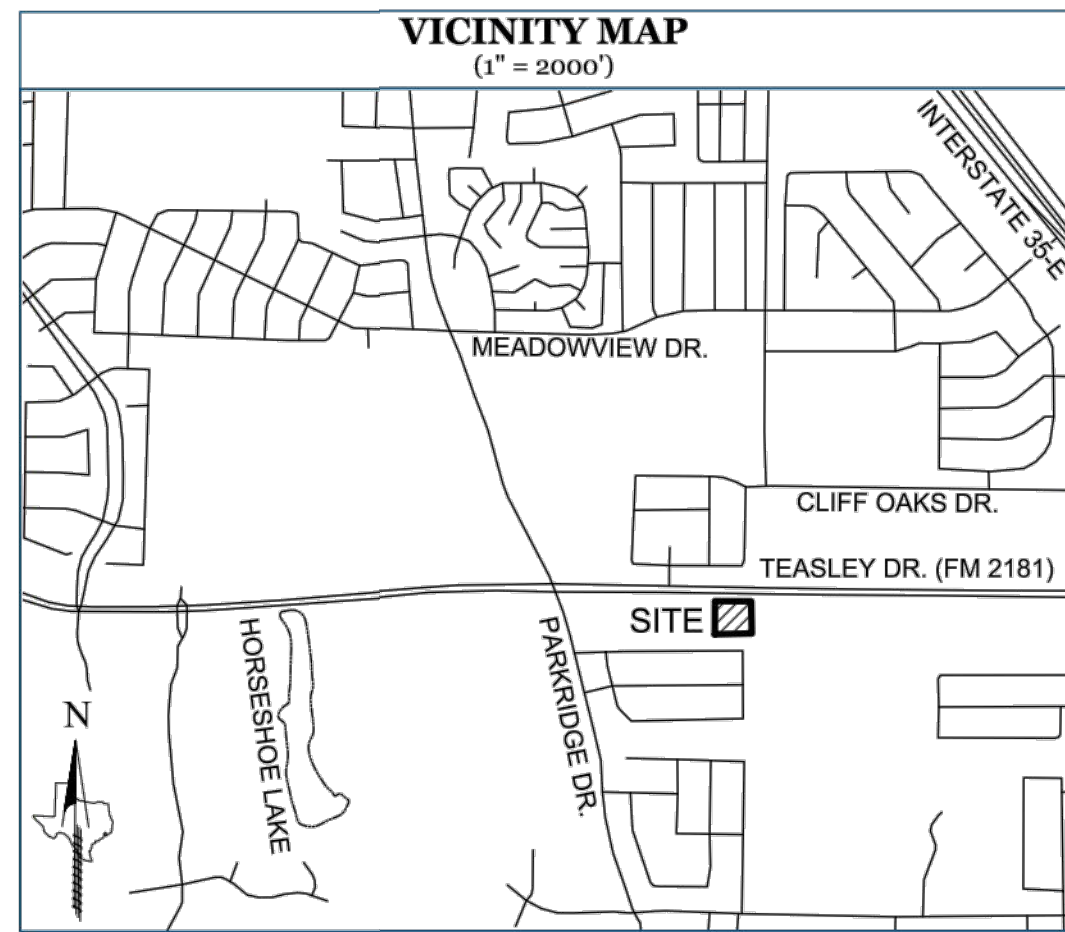 VICINITY MAP
(1" = 2000')
INTERSTATE 35-E
MEADOWVIEW DR.
CLIFF OAKS DR.
TEASLEY DR. (FM 2181)
SITE
HORSESHOE LAKE
PARKRIDGE DR.
N